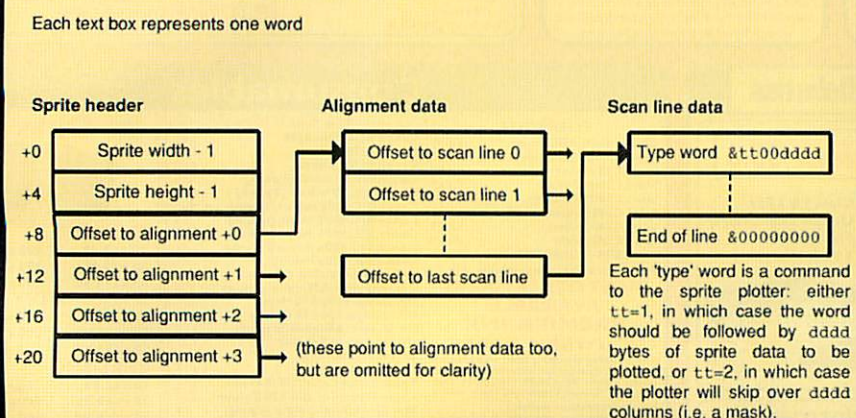 Each text box represents one word
Sprite header
+0 Sprite width - 1
+4 Sprite height - 1
+8 Offset to alignment +0
+12 Offset to alignment +1
+16 Offset to alignment +2
+20 Offset to alignment +3
Alignment data
Offset to scan line 0
Offset to scan line 1
Offset to last scan line
(these point to alignment data too,
but are omitted for clarity)
Scan line data
Type word &tt00dddd
End of line &00000000
Each 'type' word is a command
to the sprite plotter: either
tt=1, in which case the word
should be followed by dddd
bytes of sprite data to be
plotted, or tt=2, in which case
the plotter will skip over dddd
columns (i.e. a mask).